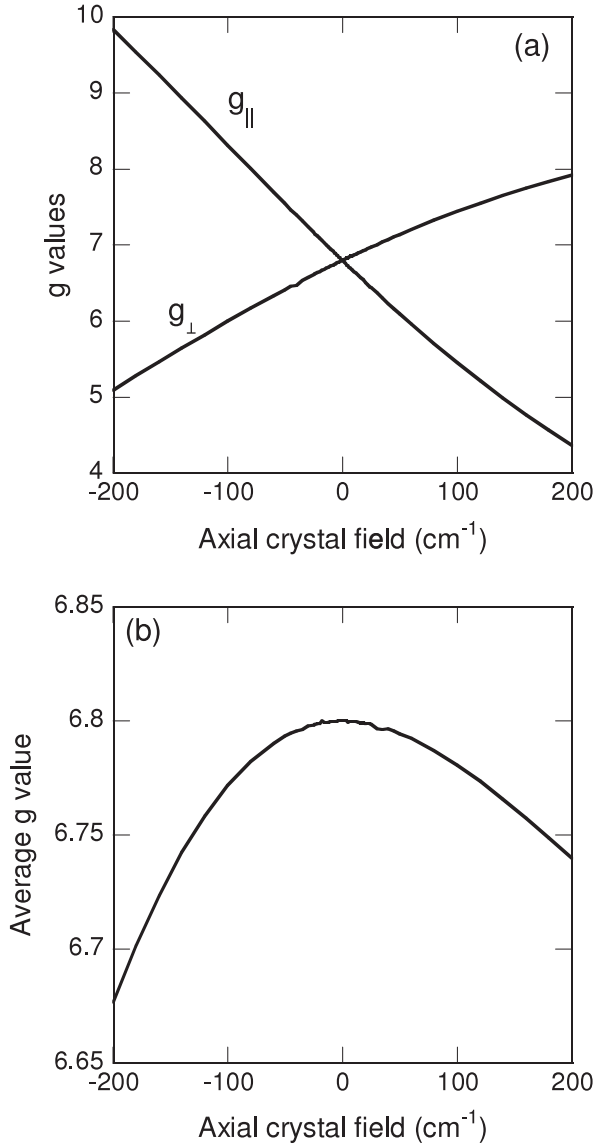 (a)
10
9
8
7
6
5
4
g values
g||
g⊥
-200 -100 0 100 200
Axial crystal field (cm-1)
(b)
6.85
6.8
6.75
6.7
6.65
Average g value
-200 -100 0 100 200
Axial crystal field (cm-1)